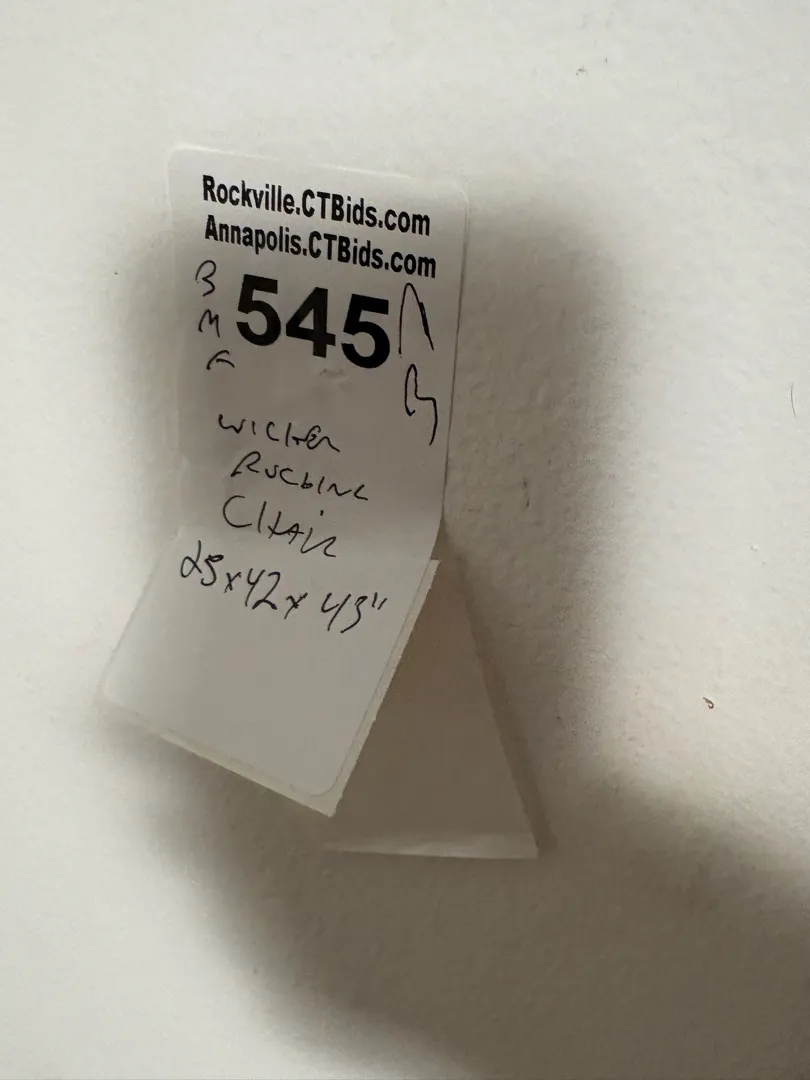 Rockville.CTBids.com
Annapolis.CTBids.com
B
M
A
545
WICKER
ROCKING
CHAIR
25x42x43"